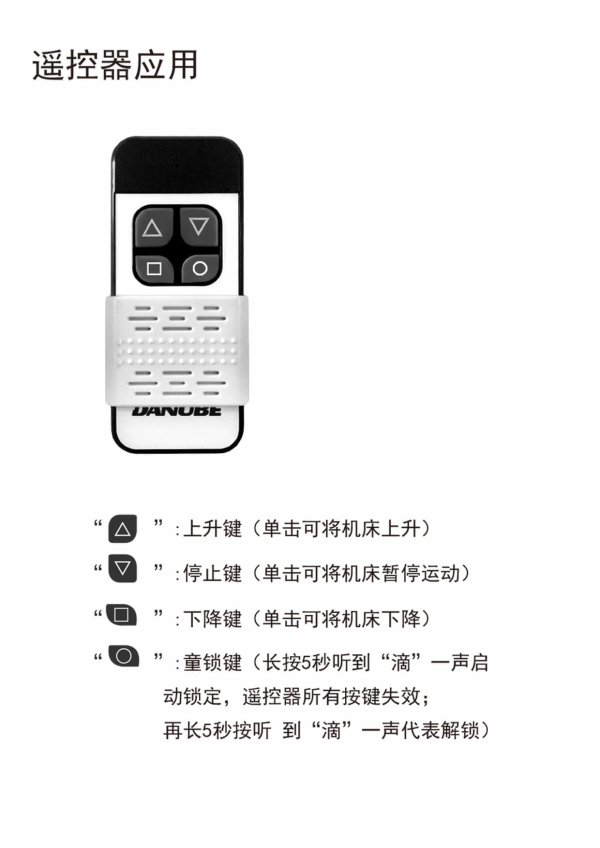 遥控器应用
DANUBE
“ ” :上升键（单击可将机床上升）
“ ” :停止键（单击可将机床暂停运动）
“ ” :下降键（单击可将机床下降）
“ ” :童锁键（长按5秒听到“滴”一声启
动锁定，遥控器所有按键失效；
再长5秒按听 到“滴”一声代表解锁）